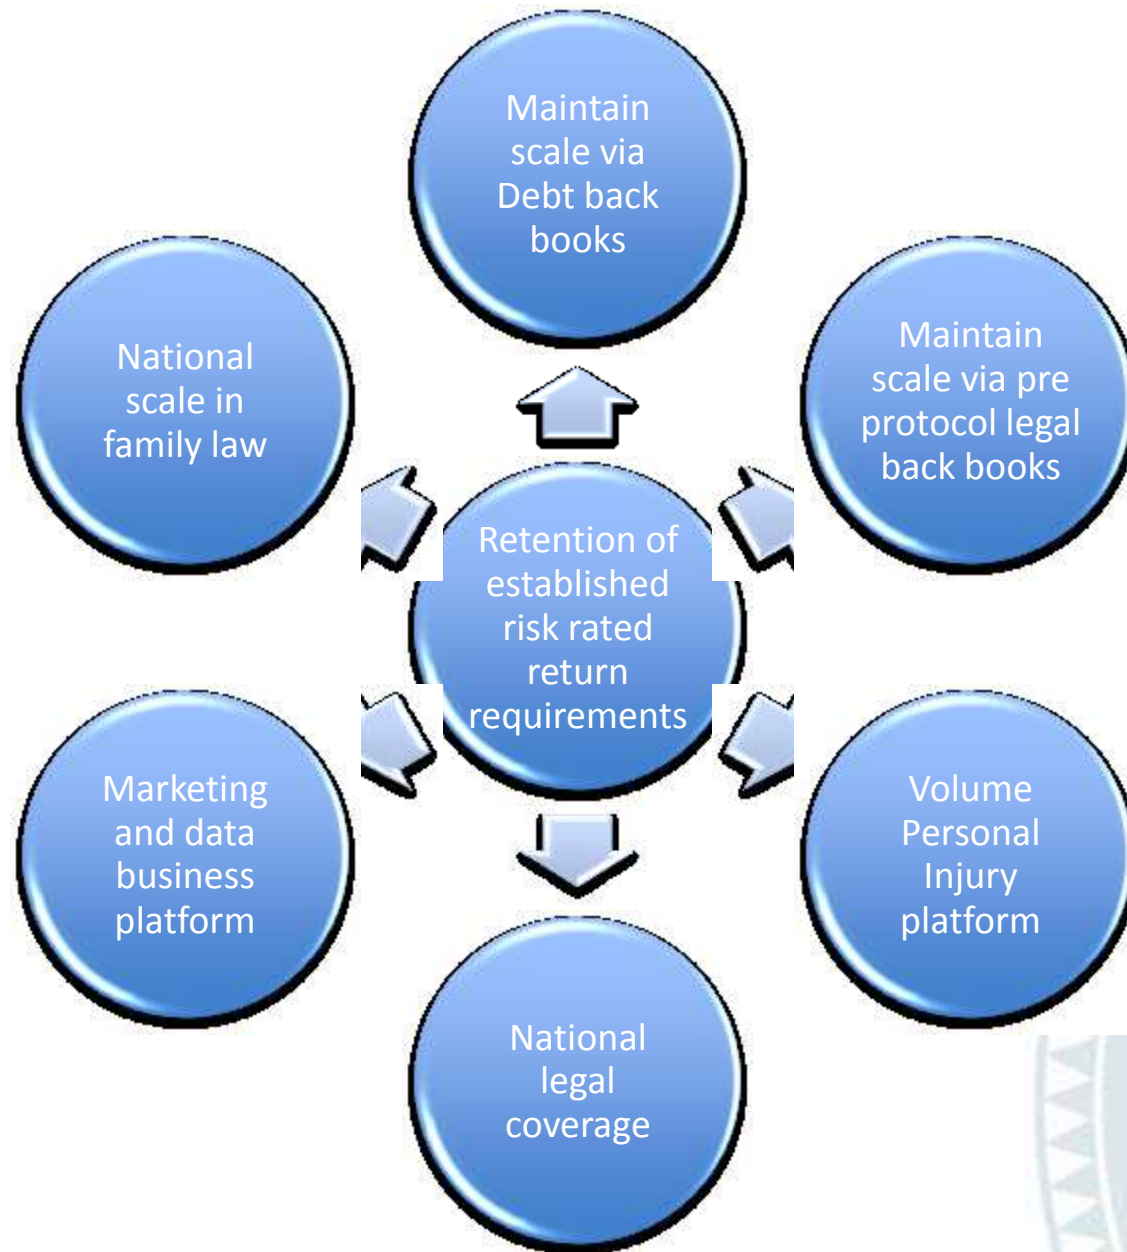 Maintain
scale via
Debt back
books
National
scale in
family law
Maintain
scale via pre
protocol legal
back books
Retention of
established
risk rated
return
requirements
Marketing
and data
business
platform
Volume
Personal
Injury
platform
National
legal
coverage